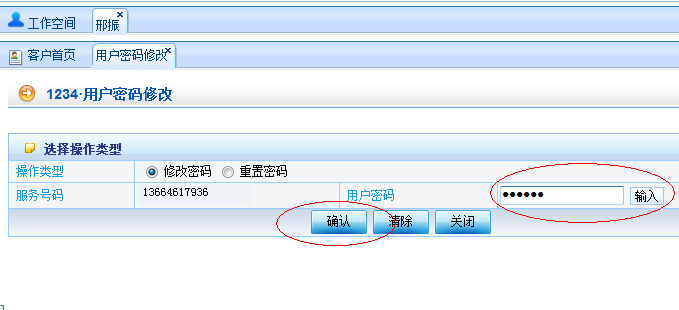 工作空间 邢振
客户首页 用户密码修改
1234·用户密码修改
选择操作类型
操作类型 修改密码 重置密码
服务号码 13664617936 用户密码 ●●●●●● 输入
确认 清除 关闭